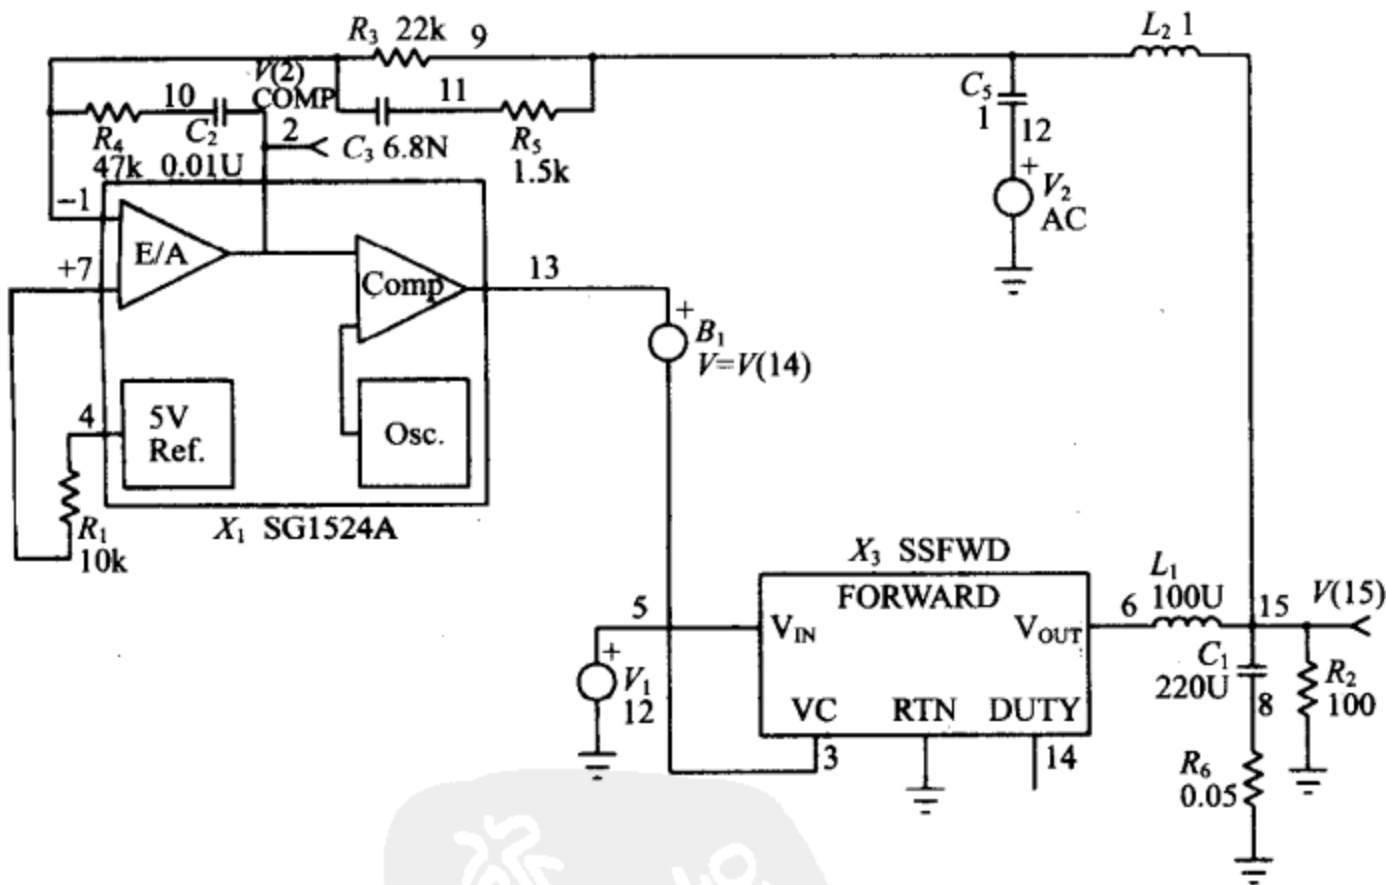 R3 22k 9
L2 1
V(2)
COMP
10
11
C5
1
12
R4
47k
C2
0.01U
2
C3 6.8N
R5
1.5k
+
V2
AC
−1
E/A
+7
Comp
13
+
B1
V=V(14)
4
5V
Ref.
Osc.
R1
10k
X1 SG1524A
X3 SSFWD
FORWARD
5
VIN
VOUT
6
L1
100U
15
V(15)
+
V1
12
VC
RTN
DUTY
3
14
C1
220U
8
R2
100
R6
0.05